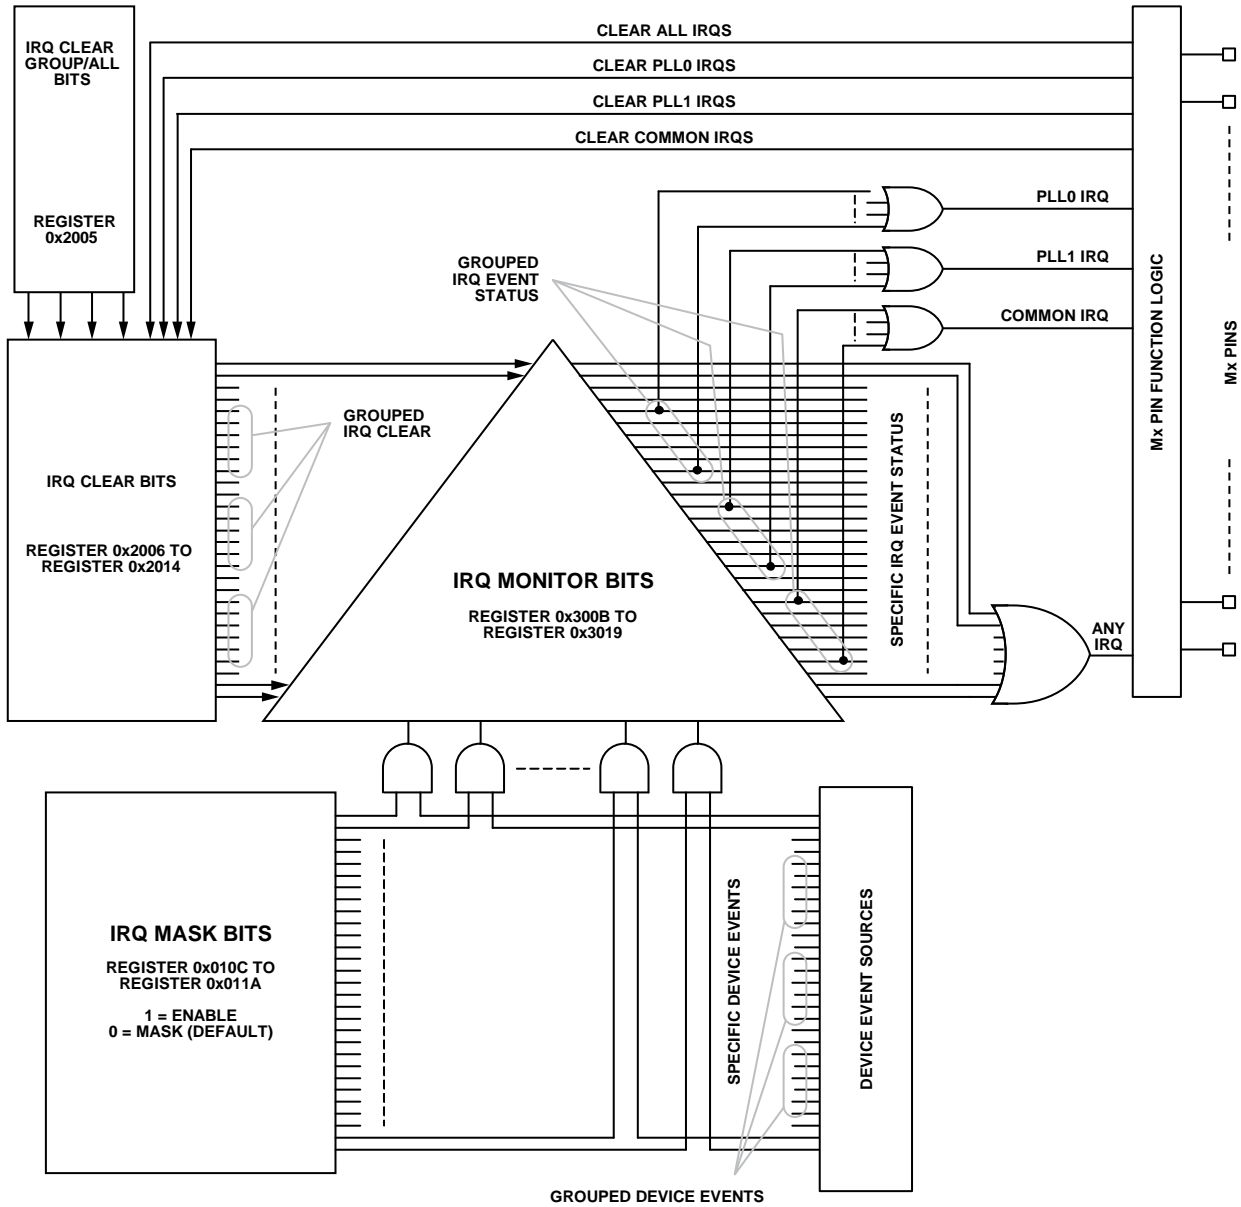 IRQ CLEAR
GROUP/ALL
BITS
REGISTER
0x2005
CLEAR ALL IRQS
CLEAR PLL0 IRQS
CLEAR PLL1 IRQS
CLEAR COMMON IRQS
PLL0 IRQ
PLL1 IRQ
COMMON IRQ
GROUPED
IRQ EVENT
STATUS
Mx PIN FUNCTION LOGIC
Mx PINS
GROUPED
IRQ CLEAR
IRQ CLEAR BITS
REGISTER 0x2006 TO
REGISTER 0x2014
IRQ MONITOR BITS
REGISTER 0x300B TO
REGISTER 0x3019
SPECIFIC IRQ EVENT STATUS
ANY
IRQ
IRQ MASK BITS
REGISTER 0x010C TO
REGISTER 0x011A
1 = ENABLE
0 = MASK (DEFAULT)
SPECIFIC DEVICE EVENTS
DEVICE EVENT SOURCES
GROUPED DEVICE EVENTS